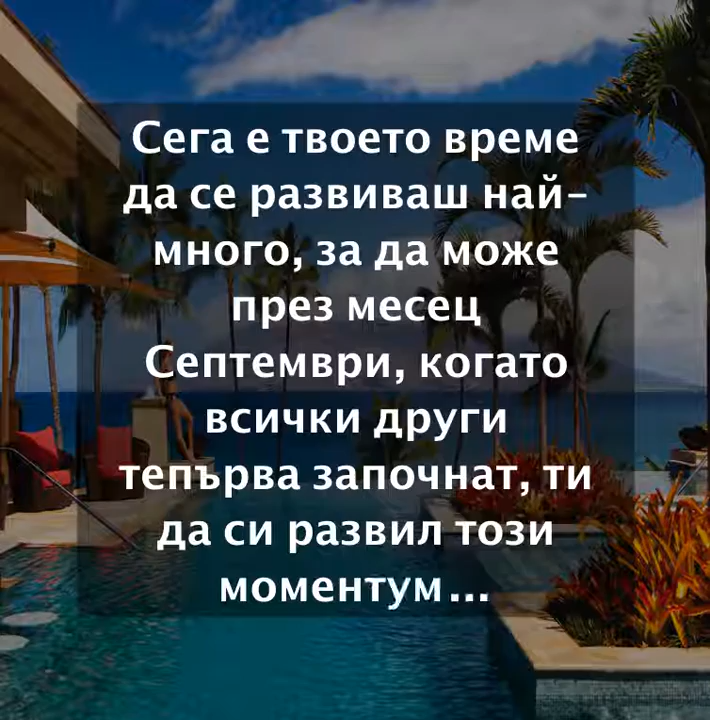 Сега е твоето време
да се развиваш най-
много, за да може
през месец
Септември, когато
всички други
тепърва започнат, ти
да си развил този
моментум...